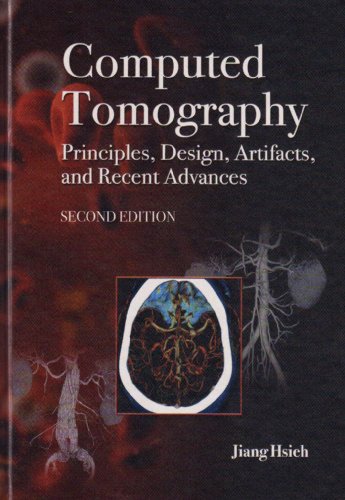 Computed
Tomography
Principles, Design, Artifacts,
and Recent Advances
SECOND EDITION
Jiang Hsieh